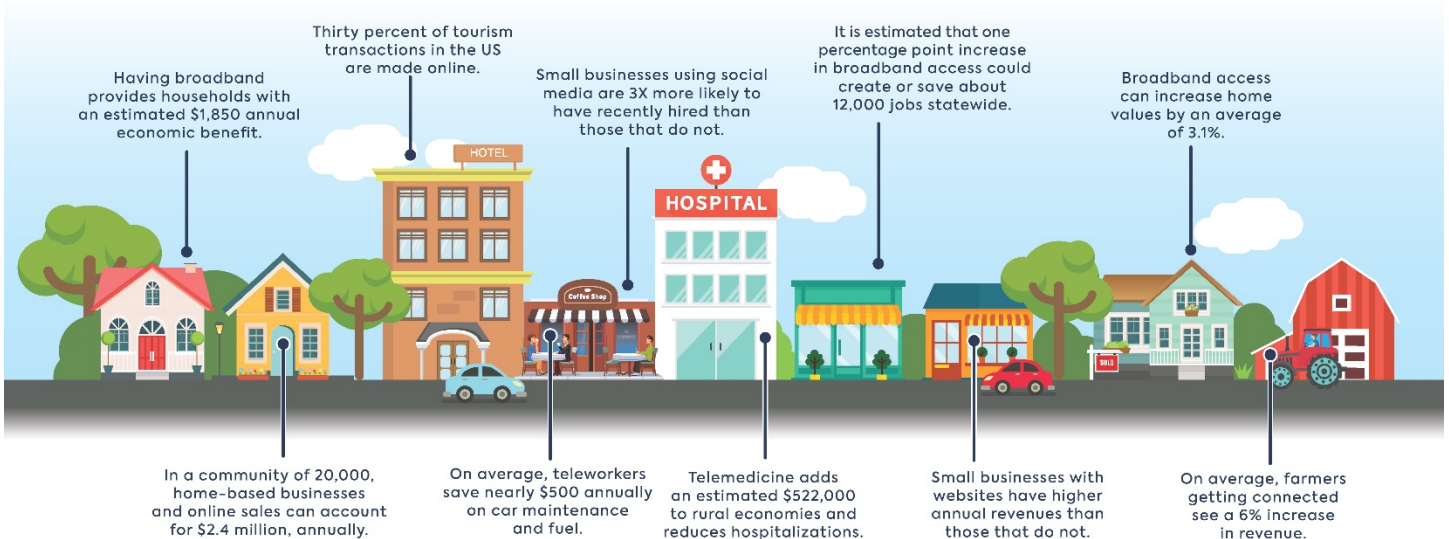 Having broadband
provides households with
an estimated $1,850 annual
economic benefit.
Thirty percent of tourism
transactions in the US
are made online.
Small businesses using social
media are 3X more likely to
have recently hired than
those that do not.
It is estimated that one
percentage point increase
in broadband access could
create or save about
12,000 jobs statewide.
Broadband access
can increase home
values by an average
of 3.1%.
HOTEL
Coffee Shop
HOSPITAL
SOLD
In a community of 20,000,
home-based businesses
and online sales can account
for $2.4 million, annually.
On average, teleworkers
save nearly $500 annually
on car maintenance
and fuel.
Telemedicine adds
an estimated $522,000
to rural economies and
reduces hospitalizations.
Small businesses with
websites have higher
annual revenues than
those that do not.
On average, farmers
getting connected
see a 6% increase
in revenue.